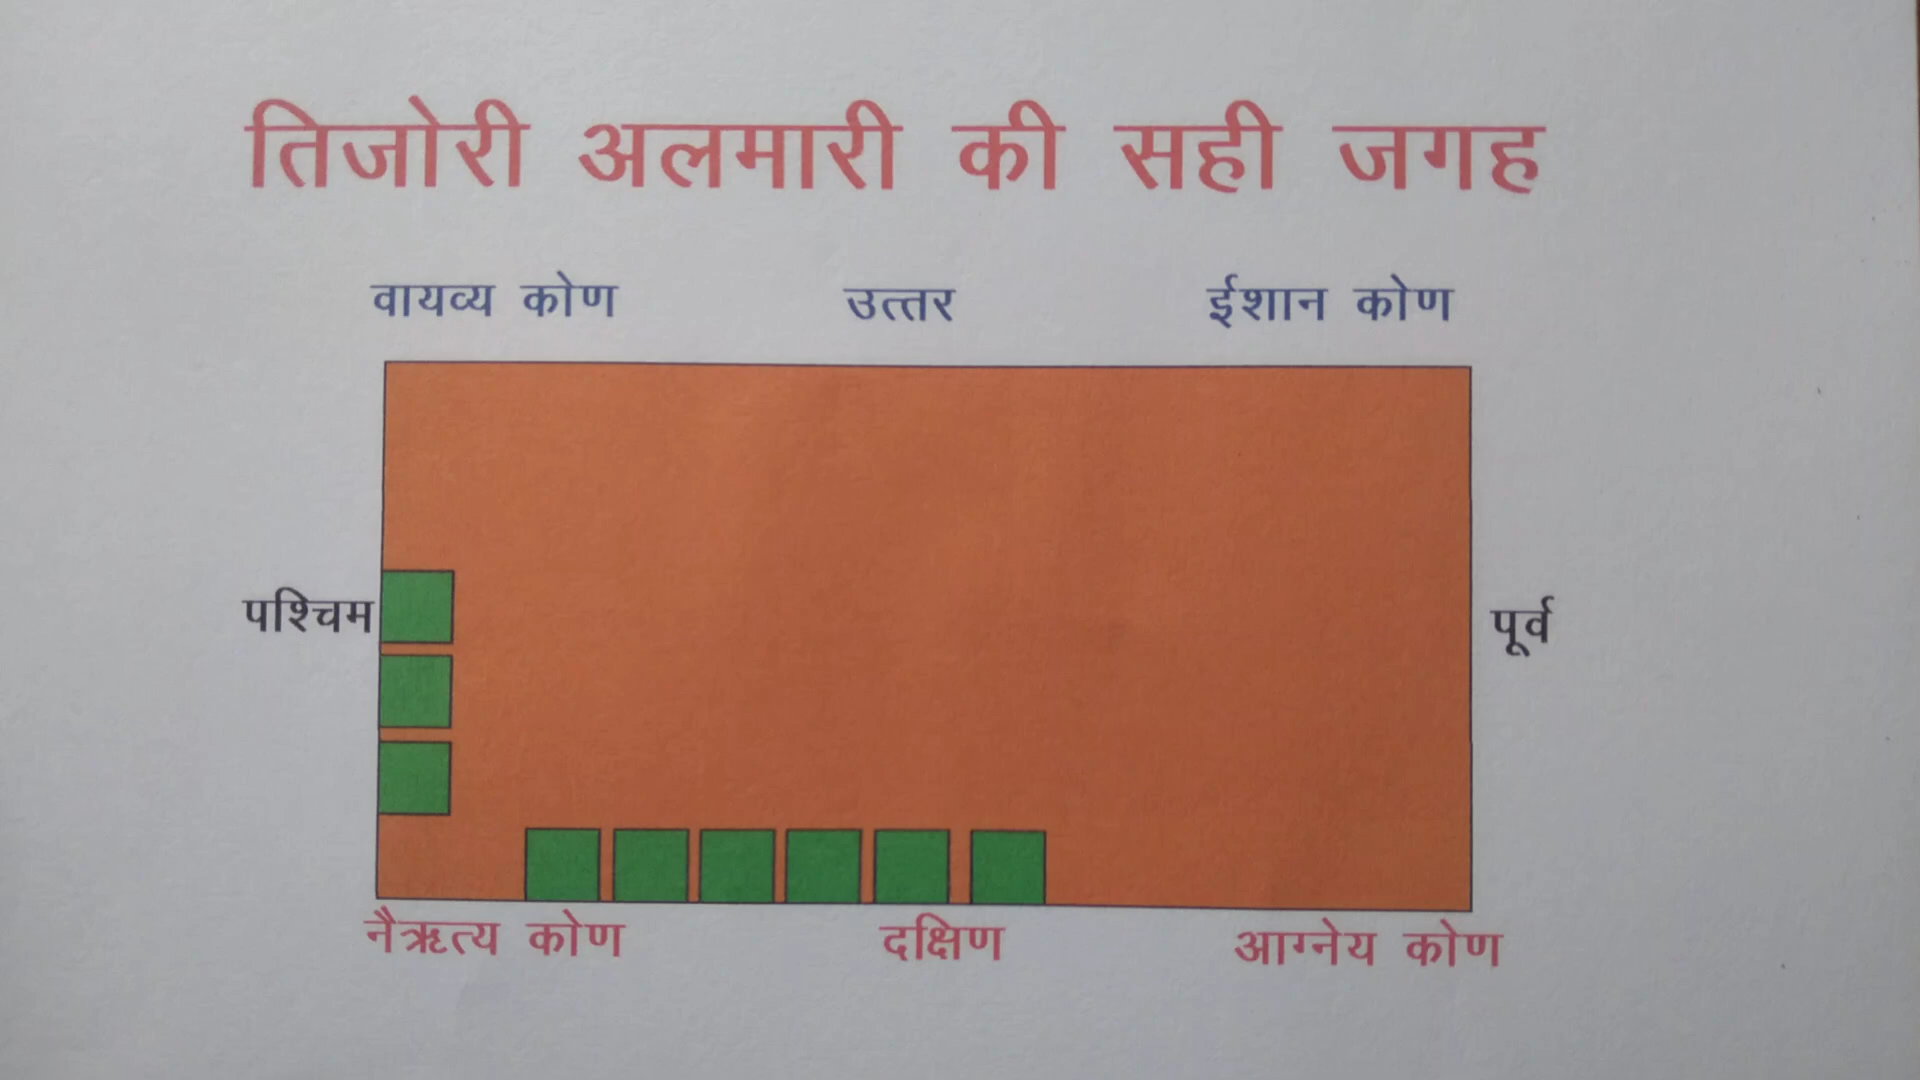 तिजोरी अलमारी की सही जगह
वायव्य कोण उत्तर ईशान कोण
पश्चिम पूर्व
नैऋत्य कोण दक्षिण आग्नेय कोण